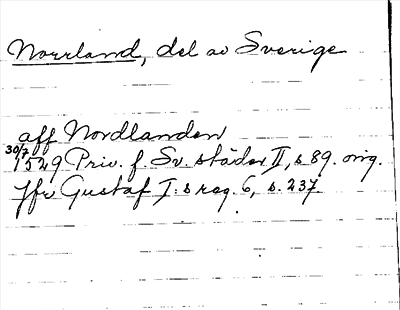 Norrland, del av Sverige
aff Nordlanden
30/7 1529 Priv. f. Sv. städer II, s 89. orig.
Jfr Gustaf I:s reg. 6, s. 237.